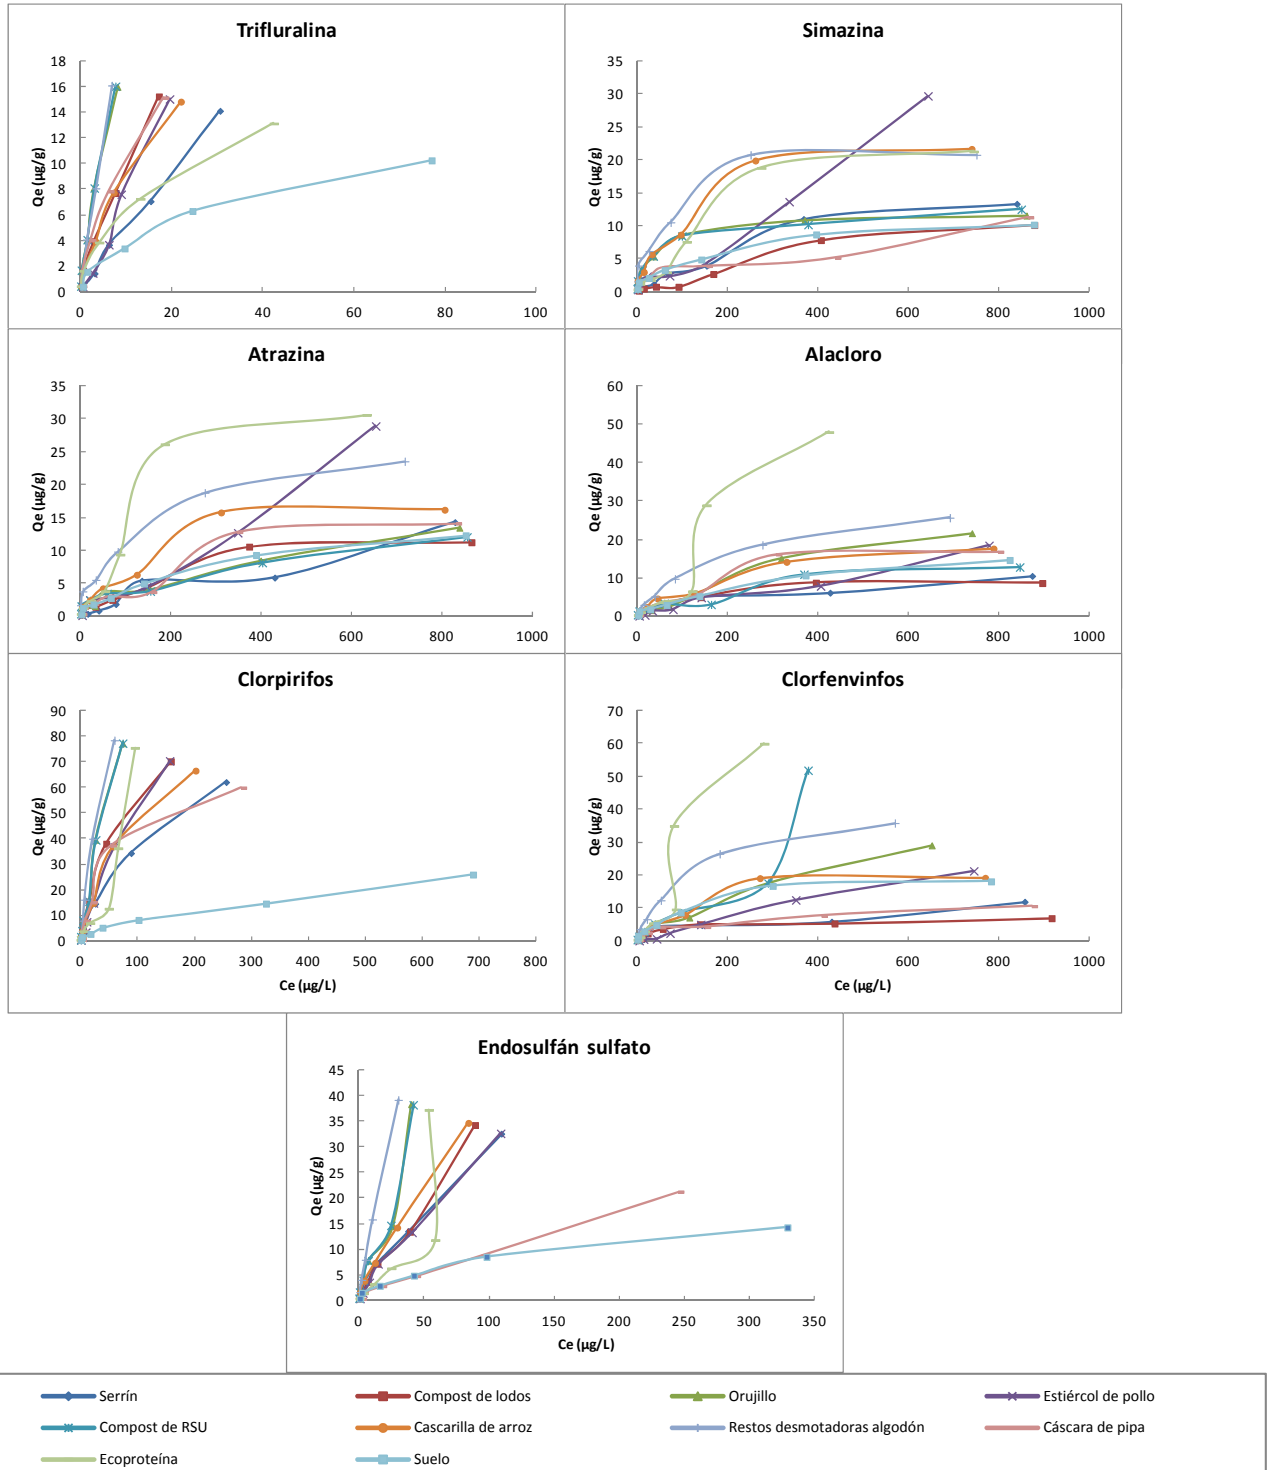 Trifluralina
18
16
14
12
10
8
6
4
2
0
Qe (µg/g)
0 20 40 60 80 100
Simazina
35
30
25
20
15
10
5
0
Qe (µg/g)
0 200 400 600 800 1000
Atrazina
35
30
25
20
15
10
5
0
Qe (µg/g)
0 200 400 600 800 1000
Alacloro
60
50
40
30
20
10
0
Qe (µg/g)
0 200 400 600 800 1000
Clorpirifos
90
80
70
60
50
40
30
20
10
0
Qe (µg/g)
0 100 200 300 400 500 600 700 800
Ce (µg/L)
Clorfenvinfos
70
60
50
40
30
20
10
0
Qe (µg/g)
0 200 400 600 800 1000
Ce (µg/L)
Endosulfán sulfato
45
40
35
30
25
20
15
10
5
0
Qe (µg/g)
0 50 100 150 200 250 300 350
Ce (µg/L)
Serrín Compost de lodos Orujillo Estiércol de pollo
Compost de RSU Cascarilla de arroz Restos desmotadoras algodón Cáscara de pipa
Ecoproteína Suelo